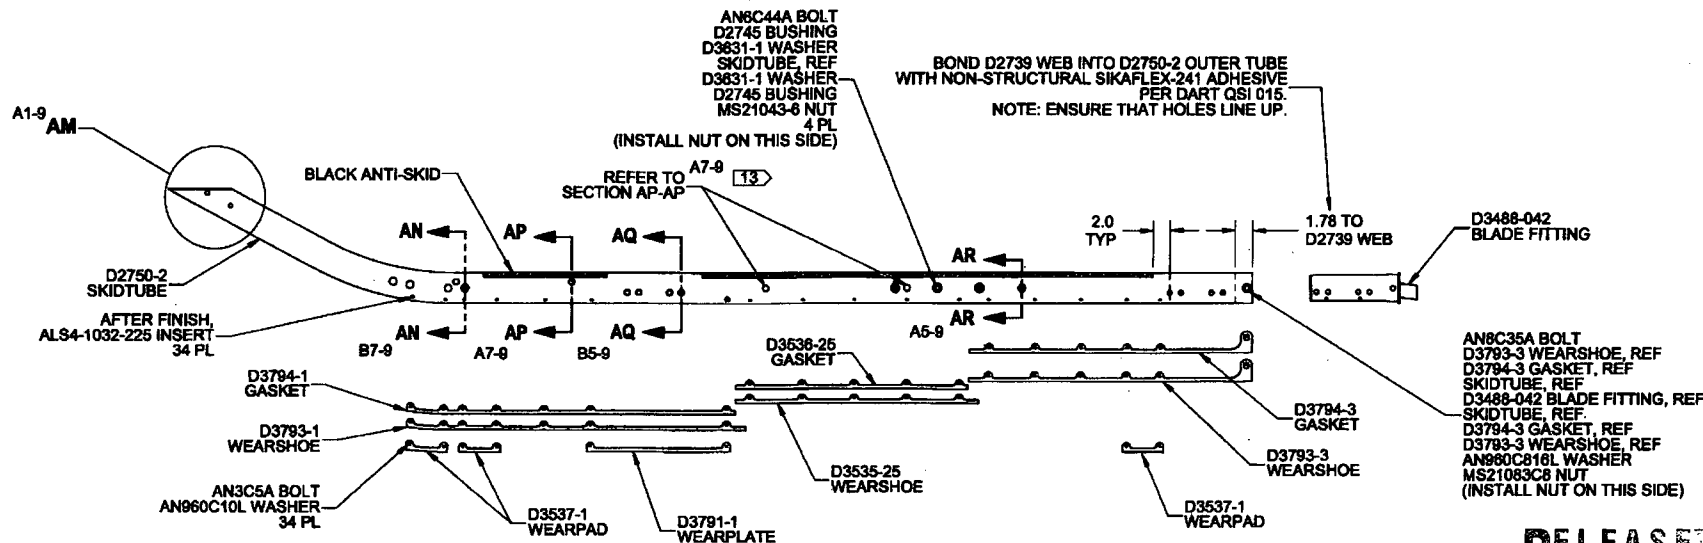 AN6C44A BOLT
D2745 BUSHING
D3631-1 WASHER
SKIDTUBE, REF
D3631-1 WASHER
D2745 BUSHING
MS21043-6 NUT
4 PL
(INSTALL NUT ON THIS SIDE)
BOND D2739 WEB INTO D2750-2 OUTER TUBE
WITH NON-STRUCTURAL SIKAFLEX-241 ADHESIVE
PER DART QSI 015.
NOTE: ENSURE THAT HOLES LINE UP.
A1-9
AM
BLACK ANTI-SKID
REFER TO
SECTION AP-AP
A7-9
13
AN
AP
AQ
AR
2.0
TYP
1.78 TO
D2739 WEB
D3488-042
BLADE FITTING
D2750-2
SKIDTUBE
AFTER FINISH,
ALS4-1032-225 INSERT
34 PL
AN
AP
AQ
AR
B7-9
A7-9
B5-9
A5-9
D3536-25
GASKET
D3794-1
GASKET
D3793-1
WEARSHOE
D3794-3
GASKET
D3793-3
WEARSHOE
D3535-25
WEARSHOE
AN3C5A BOLT
AN960C10L WASHER
34 PL
D3537-1
WEARPAD
D3791-1
WEARPLATE
D3537-1
WEARPAD
AN8C35A BOLT
D3793-3 WEARSHOE, REF
D3794-3 GASKET, REF
SKIDTUBE, REF
D3488-042 BLADE FITTING, REF
SKIDTUBE, REF.
D3794-3 GASKET, REF
D3793-3 WEARSHOE, REF
AN960C816L WASHER
MS21083C8 NUT
(INSTALL NUT ON THIS SIDE)